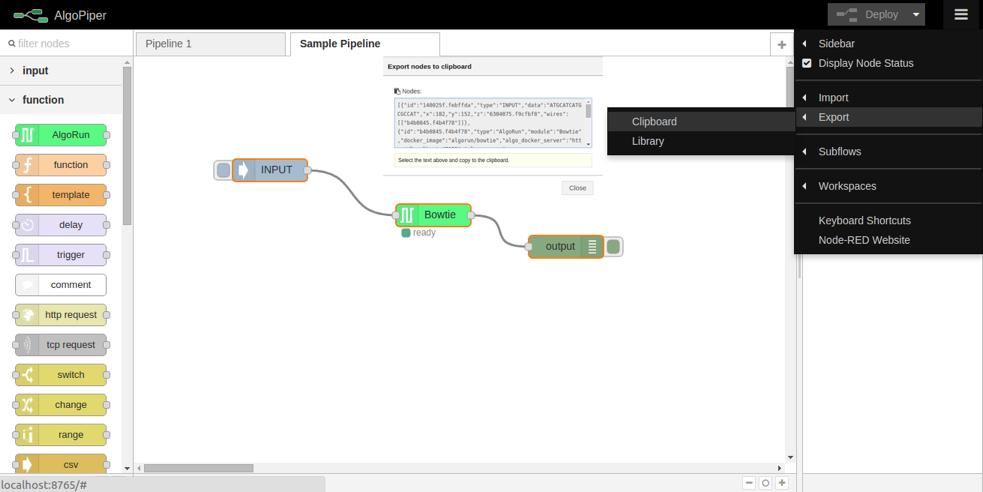 AlgoPiper
Deploy
filter nodes
Pipeline 1
Sample Pipeline
input
function
AlgoRun
function
template
delay
trigger
comment
http request
tcp request
switch
change
range
csv
localhost:8765/#
INPUT
Bowtie
ready
output
Export nodes to clipboard
Nodes:
[{"id":"140025f.febffda","type":"INPUT","data":"ATGCATCATG
CGCCAT","x":182,"y":152,"z":"6304075.f9cfbf8","wires":
[["b4b0845.f4b4f78"]]},
{"id":"b4b0845.f4b4f78","type":"AlgoRun","module":"Bowtie"
,"docker_image":"algorun/bowtie","algo_docker_server":"htt
Select the text above and copy to the clipboard.
Close
Sidebar
Display Node Status
Import
Export
Clipboard
Library
Subflows
Workspaces
Keyboard Shortcuts
Node-RED Website